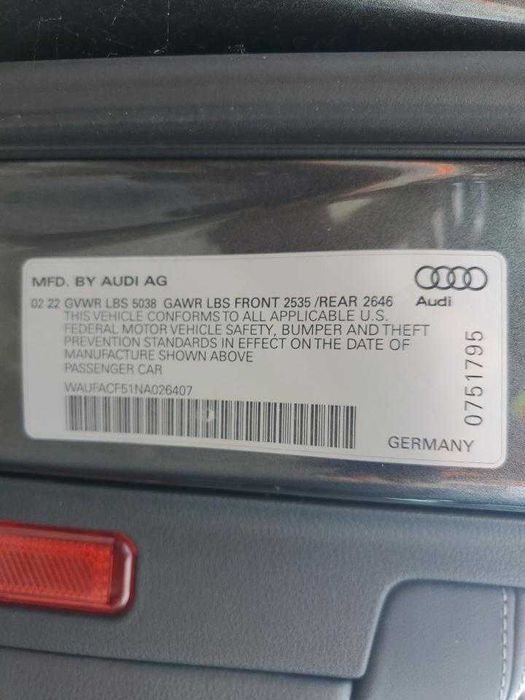 MFD. BY AUDI AG
Audi
02 22 GVWR LBS 5038 GAWR LBS FRONT 2535 /REAR 2646
THIS VEHICLE CONFORMS TO ALL APPLICABLE U.S.
FEDERAL MOTOR VEHICLE SAFETY, BUMPER AND THEFT
PREVENTION STANDARDS IN EFFECT ON THE DATE OF
MANUFACTURE SHOWN ABOVE
PASSENGER CAR
WAUFACF51NA026407
0751795
GERMANY